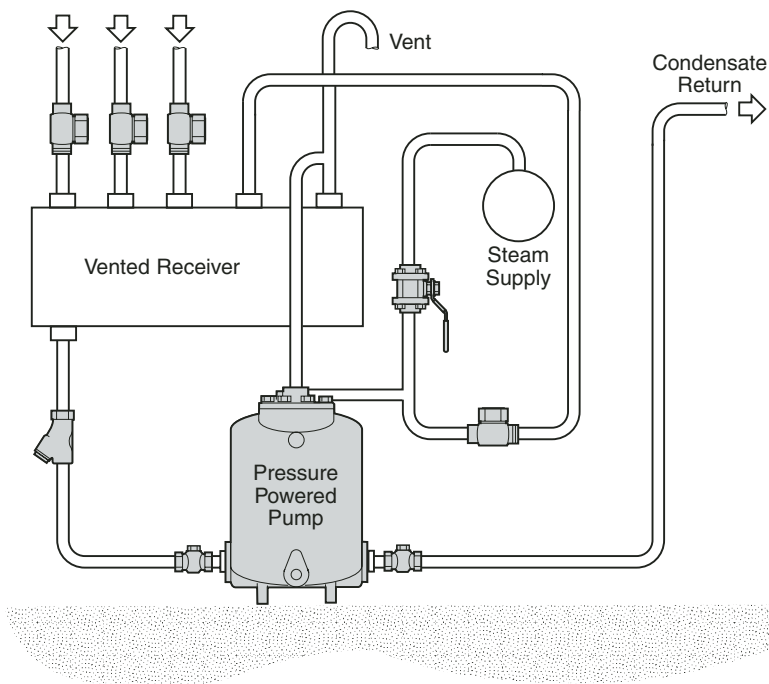 Vent
Condensate
Return
Vented Receiver
Steam
Supply
Pressure
Powered
Pump